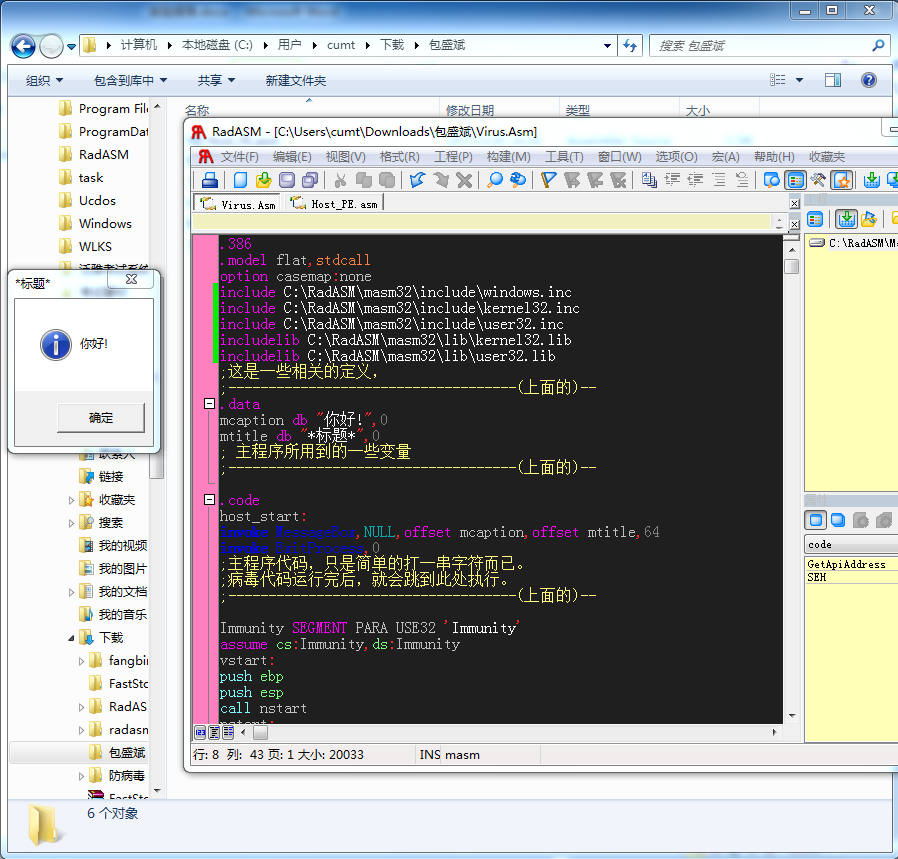 计算机 本地磁盘 (C:) 用户 cumt 下载 包盛斌
搜索 包盛斌
组织 包含到库中 共享 新建文件夹
名称 修改日期 类型 大小
Program File
ProgramDat
RadASM
task
Ucdos
Windows
WLKS
链接
收藏夹
搜索
我的视频
我的图片
我的文档
我的音乐
下载
fangbin
FastSto
RadAS
radasm
包盛斌
防病毒
FastSto
6 个对象
*标题*
你好!
确定
RadASM - [C:\Users\cumt\Downloads\包盛斌\Virus.Asm]
文件(F) 编辑(E) 视图(V) 格式(R) 工程(P) 构建(M) 工具(T) 窗口(W) 选项(O) 宏(A) 帮助(H) 收藏夹
Virus.Asm Host_PE.asm
.386
.model flat,stdcall
option casemap:none
include C:\RadASM\masm32\include\windows.inc
include C:\RadASM\masm32\include\kernel32.inc
include C:\RadASM\masm32\include\user32.inc
includelib C:\RadASM\masm32\lib\kernel32.lib
includelib C:\RadASM\masm32\lib\user32.lib
;这是一些相关的定义,
;------------------------------------(上面的)--
.data
mcaption db "你好!",0
mtitle db "*标题*",0
; 主程序所用到的一些变量
;------------------------------------(上面的)--
.code
host_start:
invoke MessageBox,NULL,offset mcaption,offset mtitle,64
invoke ExitProcess,0
;主程序代码，只是简单的打一串字符而已。
;病毒代码运行完后，就会跳到此处执行。
;------------------------------------(上面的)--
Immunity SEGMENT PARA USE32 'Immunity'
assume cs:Immunity,ds:Immunity
vstart:
push ebp
push esp
call nstart
nstart:
行: 8 列: 43 页: 1 大小: 20033 INS masm
C:\RadASM\M
code
GetApiAddress
SEH